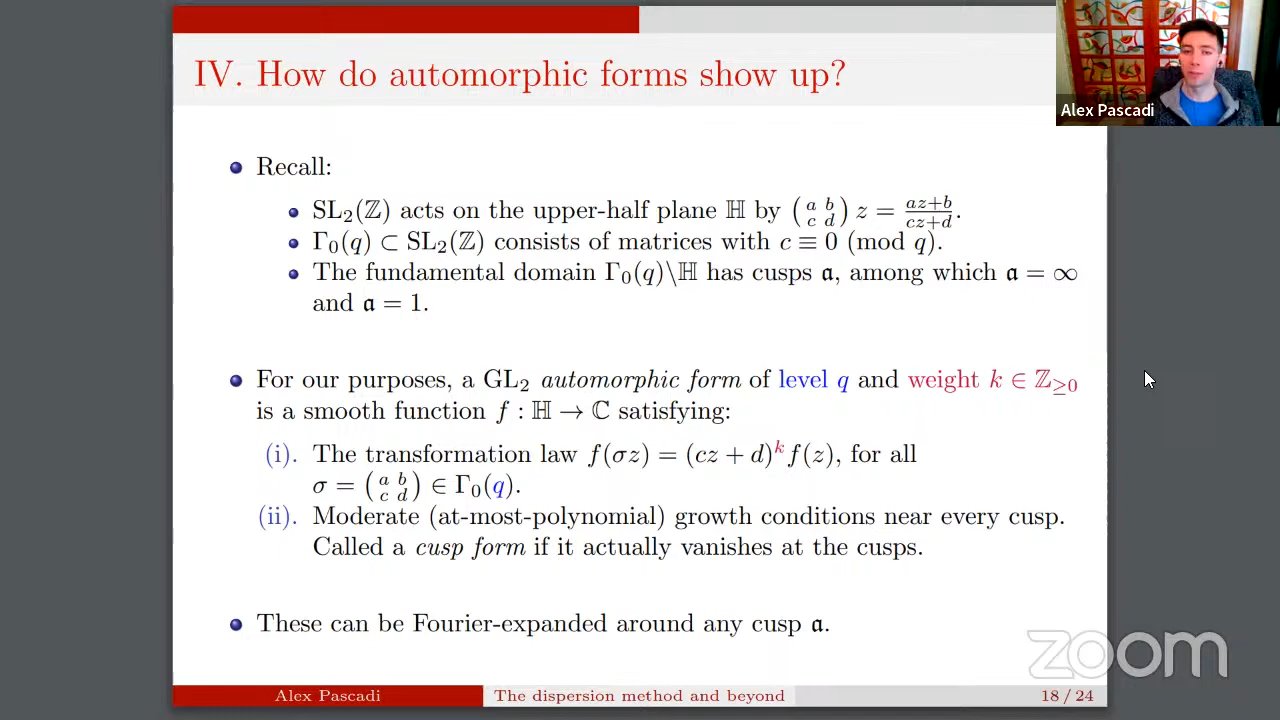 IV. How do automorphic forms show up?
Alex Pascadi
Recall:
SL₂(ℤ) acts on the upper-half plane ℍ by (a b; c d) z = (az+b)/(cz+d).
Γ₀(q) ⊂ SL₂(ℤ) consists of matrices with c ≡ 0 (mod q).
The fundamental domain Γ₀(q)\ℍ has cusps 𝔞, among which 𝔞 = ∞
and 𝔞 = 1.
For our purposes, a GL₂ automorphic form of level q and weight k ∈ ℤ≥0
is a smooth function f : ℍ → ℂ satisfying:
(i). The transformation law f(σz) = (cz + d)ᵏf(z), for all
σ = (a b; c d) ∈ Γ₀(q).
(ii). Moderate (at-most-polynomial) growth conditions near every cusp.
Called a cusp form if it actually vanishes at the cusps.
These can be Fourier-expanded around any cusp 𝔞.
zoom
Alex Pascadi
The dispersion method and beyond
18 / 24